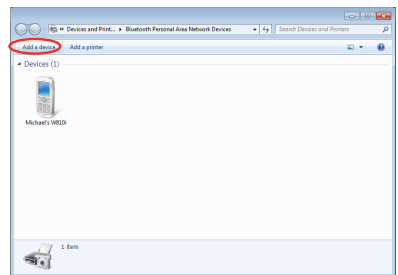 « Devices and Print... ▸ Bluetooth Personal Area Network Devices Search Devices and Printers
Add a device Add a printer
Devices (1)
Michael's W810i
1 item